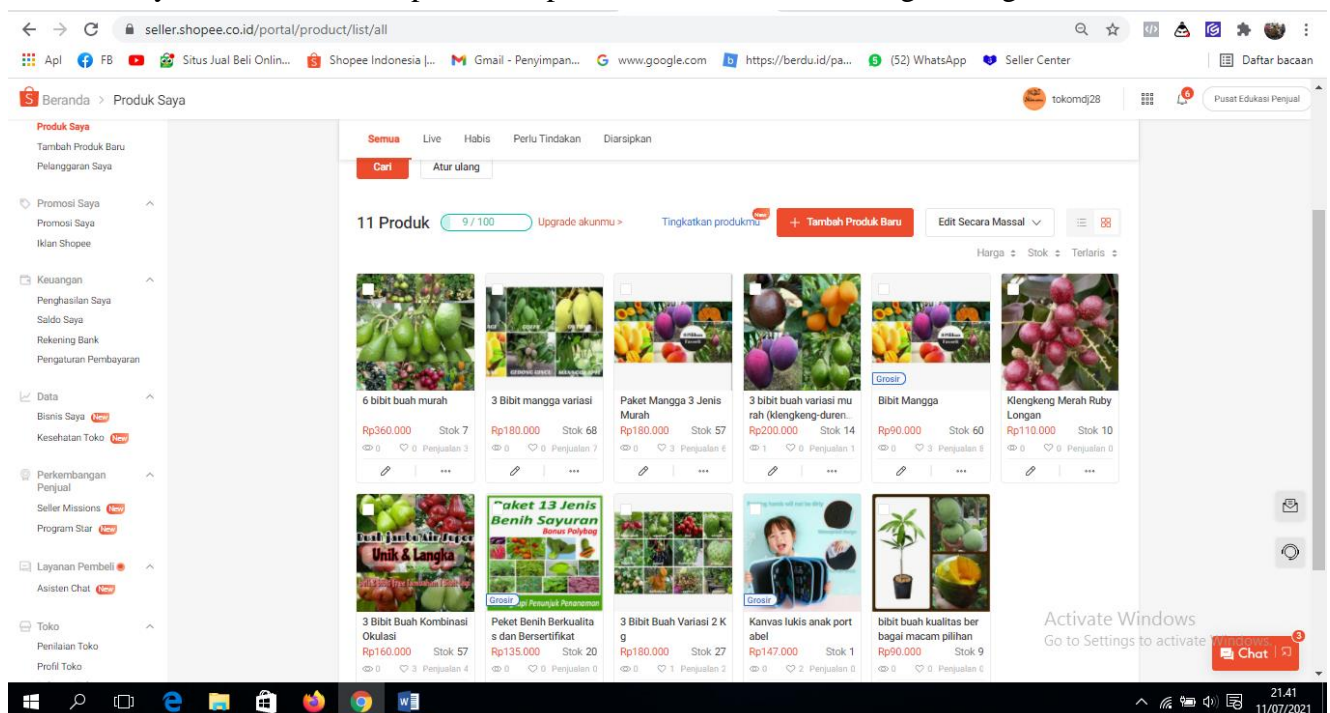 seller.shopee.co.id/portal/product/list/all
Apl FB Situs Jual Beli Onlin... Shopee Indonesia |... Gmail - Penyimpan... www.google.com https://berdu.id/pa... (52) WhatsApp Seller Center Daftar bacaan
Beranda > Produk Saya tokomdj28 6 Pusat Edukasi Penjual
Produk Saya
Tambah Produk Baru
Pelanggaran Saya
Promosi Saya
Promosi Saya
Iklan Shopee
Keuangan
Penghasilan Saya
Saldo Saya
Rekening Bank
Pengaturan Pembayaran
Data
Bisnis Saya New
Kesehatan Toko New
Perkembangan
Penjual
Seller Missions New
Program Star New
Layanan Pembeli
Asisten Chat New
Toko
Penilaian Toko
Profil Toko
Semua Live Habis Perlu Tindakan Diarsipkan
Cari Atur ulang
11 Produk 9 / 100 Upgrade akunmu > Tingkatkan produkmu New + Tambah Produk Baru Edit Secara Massal
Harga Stok Terlaris
Grosir
6 bibit buah murah 3 Bibit mangga variasi Paket Mangga 3 Jenis 3 bibit buah variasi mu Bibit Mangga Klengkeng Merah Ruby
Murah rah (klengkeng-duren... Longan
Rp360.000 Stok 7 Rp180.000 Stok 68 Rp180.000 Stok 57 Rp200.000 Stok 14 Rp90.000 Stok 60 Rp110.000 Stok 10
0 0 Penjualan 3 0 0 Penjualan 7 0 3 Penjualan 6 1 0 Penjualan 1 0 3 Penjualan 8 0 0 Penjualan 0
Unik & Langka
Paket 13 Jenis
Benih Sayuran
Bonus Polybag
Grosir
Grosir
3 Bibit Buah Kombinasi Peket Benih Berkualita 3 Bibit Buah Variasi 2 K Kanvas lukis anak port bibit buah kualitas ber
Okulasi s dan Bersertifikat g abel bagai macam pilihan
Rp160.000 Stok 57 Rp135.000 Stok 20 Rp180.000 Stok 27 Rp147.000 Stok 1 Rp90.000 Stok 9
0 3 Penjualan 4 0 0 Penjualan 0 0 1 Penjualan 2 0 2 Penjualan 0 0 0 Penjualan 0
Activate Windows
Go to Settings to activate Windows.
Chat 3
21.41
11/07/2021